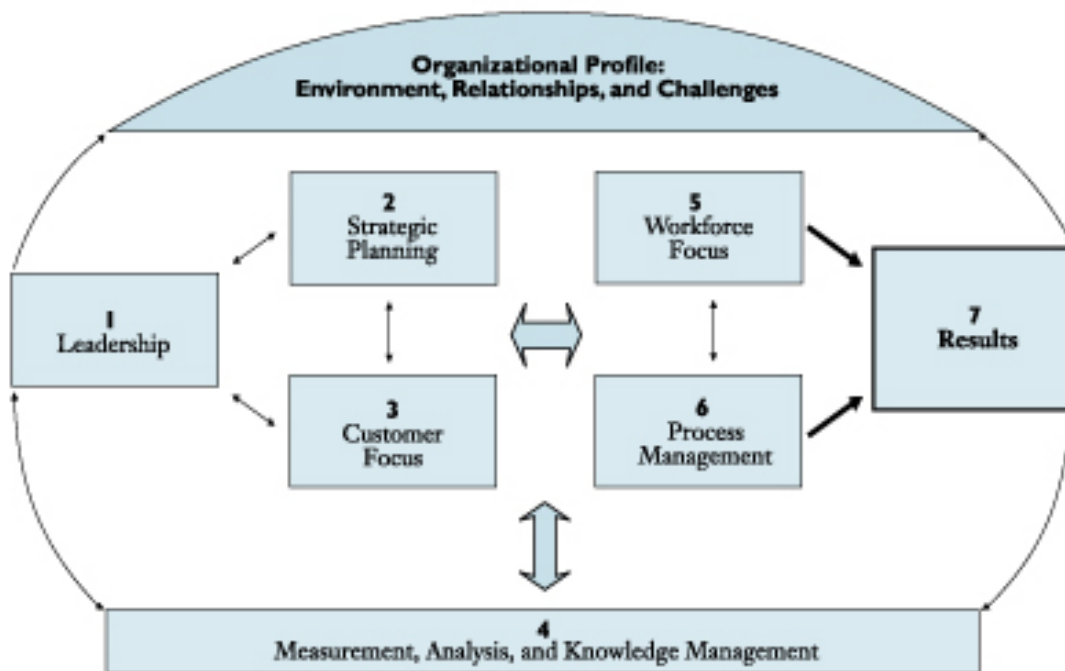 Organizational Profile:
Environment, Relationships, and Challenges
2
Strategic
Planning
5
Workforce
Focus
1
Leadership
7
Results
3
Customer
Focus
6
Process
Management
4
Measurement, Analysis, and Knowledge Management